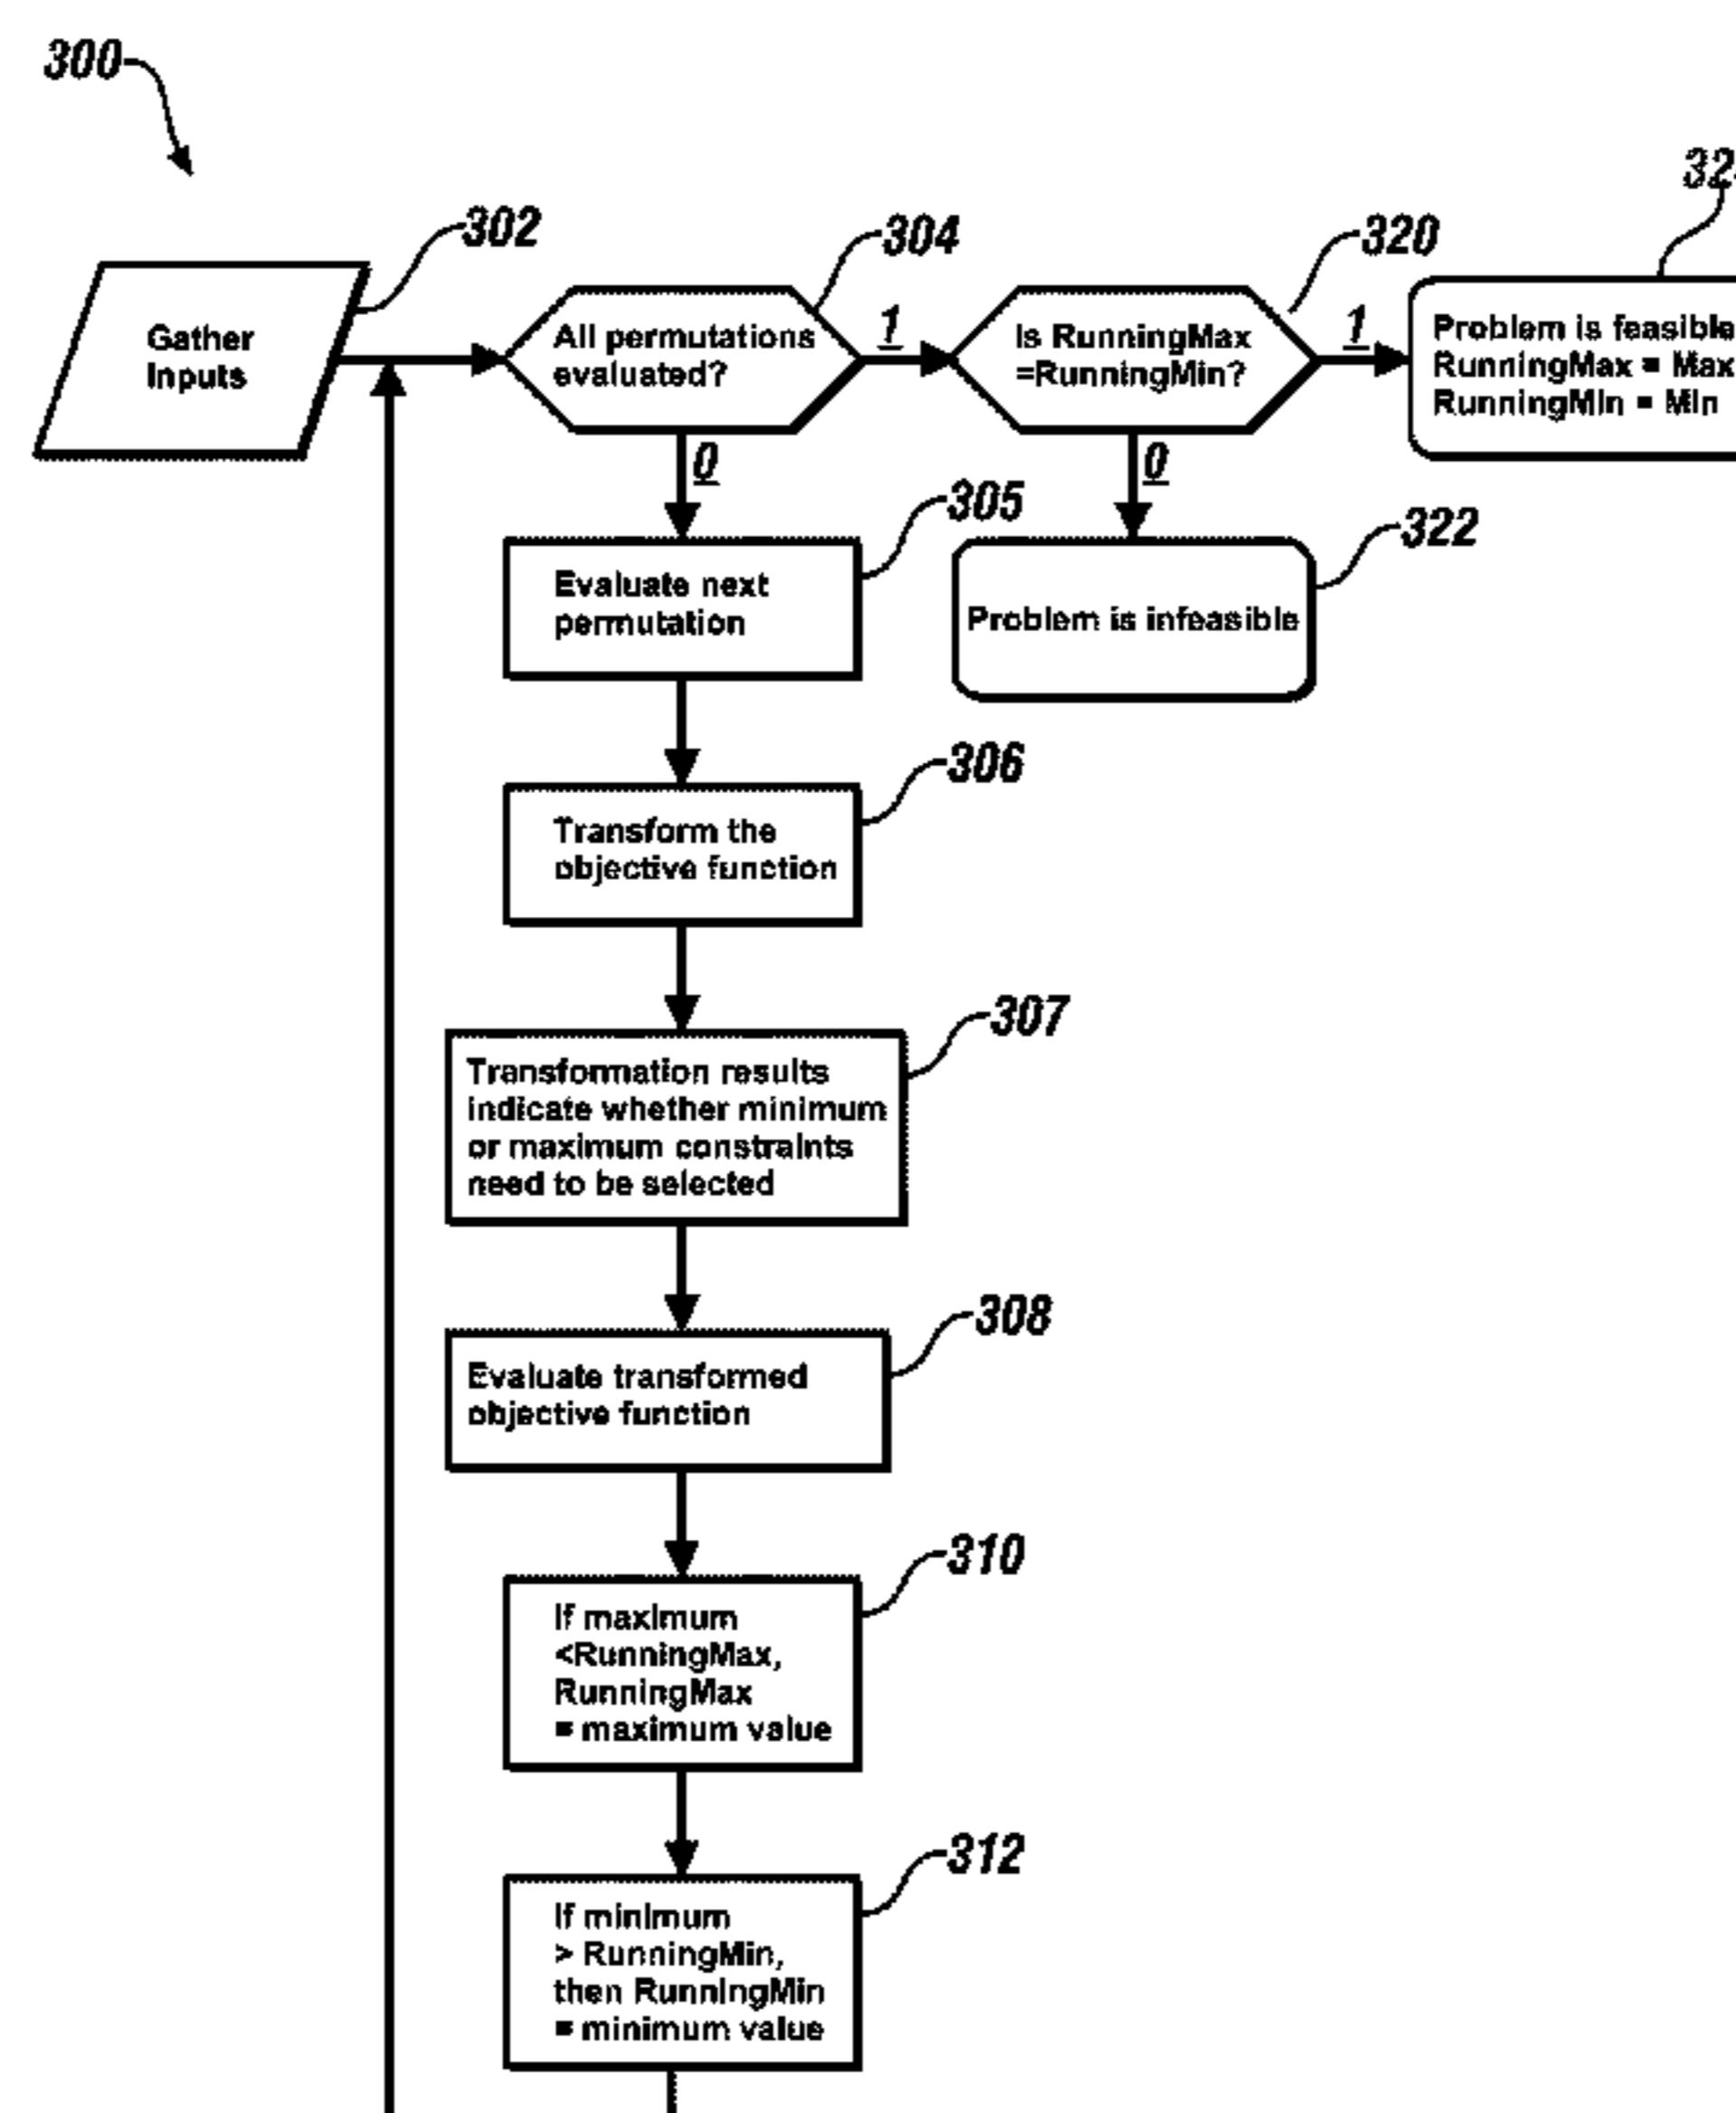 300
302
304
320
Gather
Inputs
All permutations
evaluated?
1
Is RunningMax
=RunningMin?
1
Problem is feasible
RunningMax = Max
RunningMin = Min
0
0
305
322
Evaluate next
permutation
Problem is infeasible
306
Transform the
objective function
307
Transformation results
indicate whether minimum
or maximum constraints
need to be selected
308
Evaluate transformed
objective function
310
If maximum
<RunningMax,
RunningMax
= maximum value
312
If minimum
> RunningMin,
then RunningMin
= minimum value